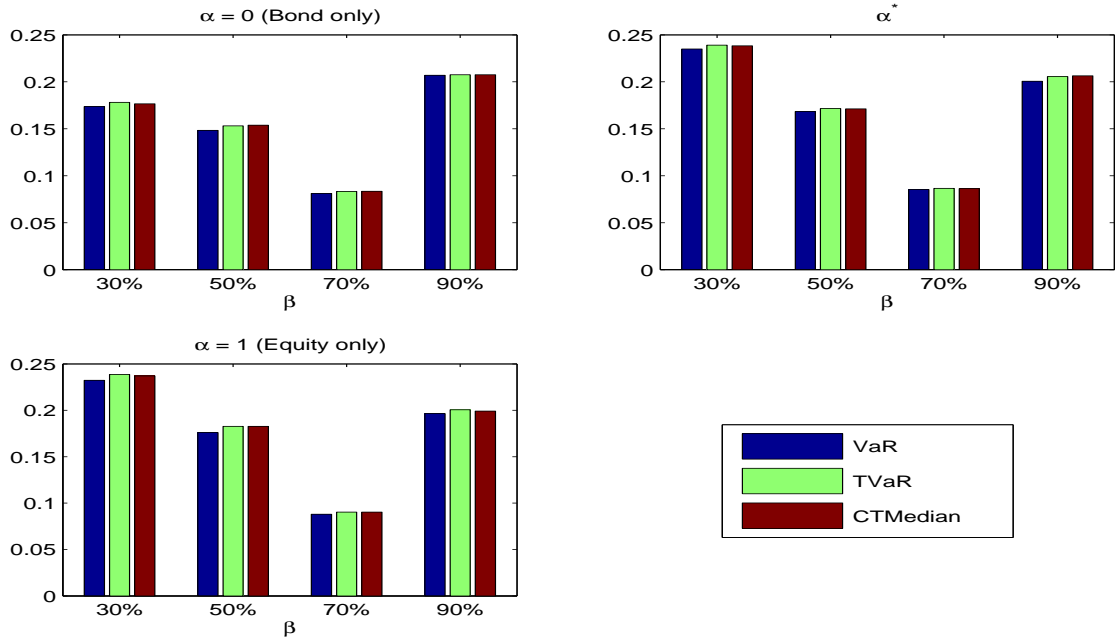 α = 0 (Bond only)
0.25
0.2
0.15
0.1
0.05
0
30% 50% 70% 90%
β
α*
0.25
0.2
0.15
0.1
0.05
0
30% 50% 70% 90%
β
α = 1 (Equity only)
0.25
0.2
0.15
0.1
0.05
0
30% 50% 70% 90%
β
VaR
TVaR
CTMedian